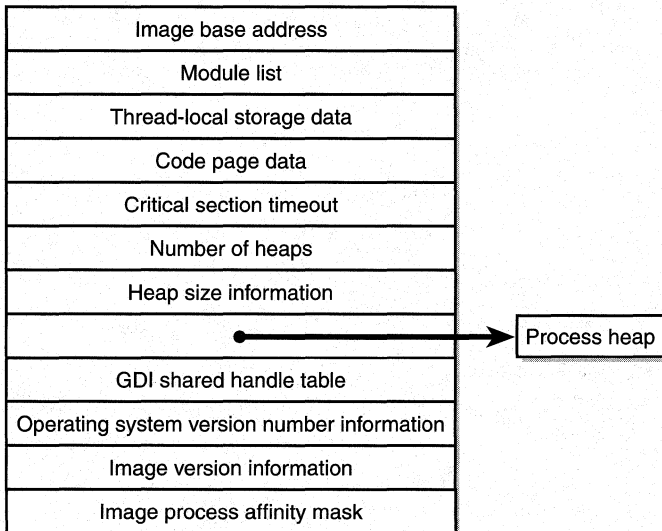 Image base address
Module list
Thread-local storage data
Code page data
Critical section timeout
Number of heaps
Heap size information
Process heap
GDI shared handle table
Operating system version number information
Image version information
Image process affinity mask